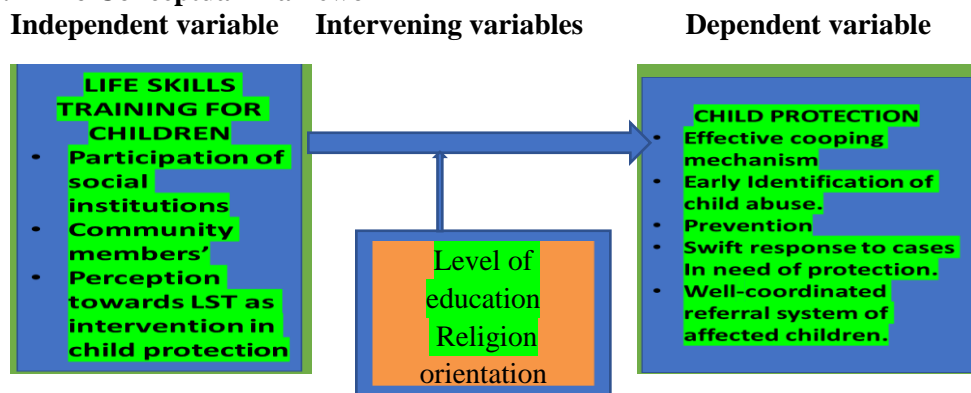 Independent variable Intervening variables Dependent variable
LIFE SKILLS
TRAINING FOR
CHILDREN
• Participation of
social
institutions
• Community
members’
• Perception
towards LST as
intervention in
child protection
Level of
education
Religion
orientation
CHILD PROTECTION
• Effective cooping
mechanism
• Early Identification of
child abuse.
• Prevention
• Swift response to cases
In need of protection.
• Well-coordinated
referral system of
affected children.